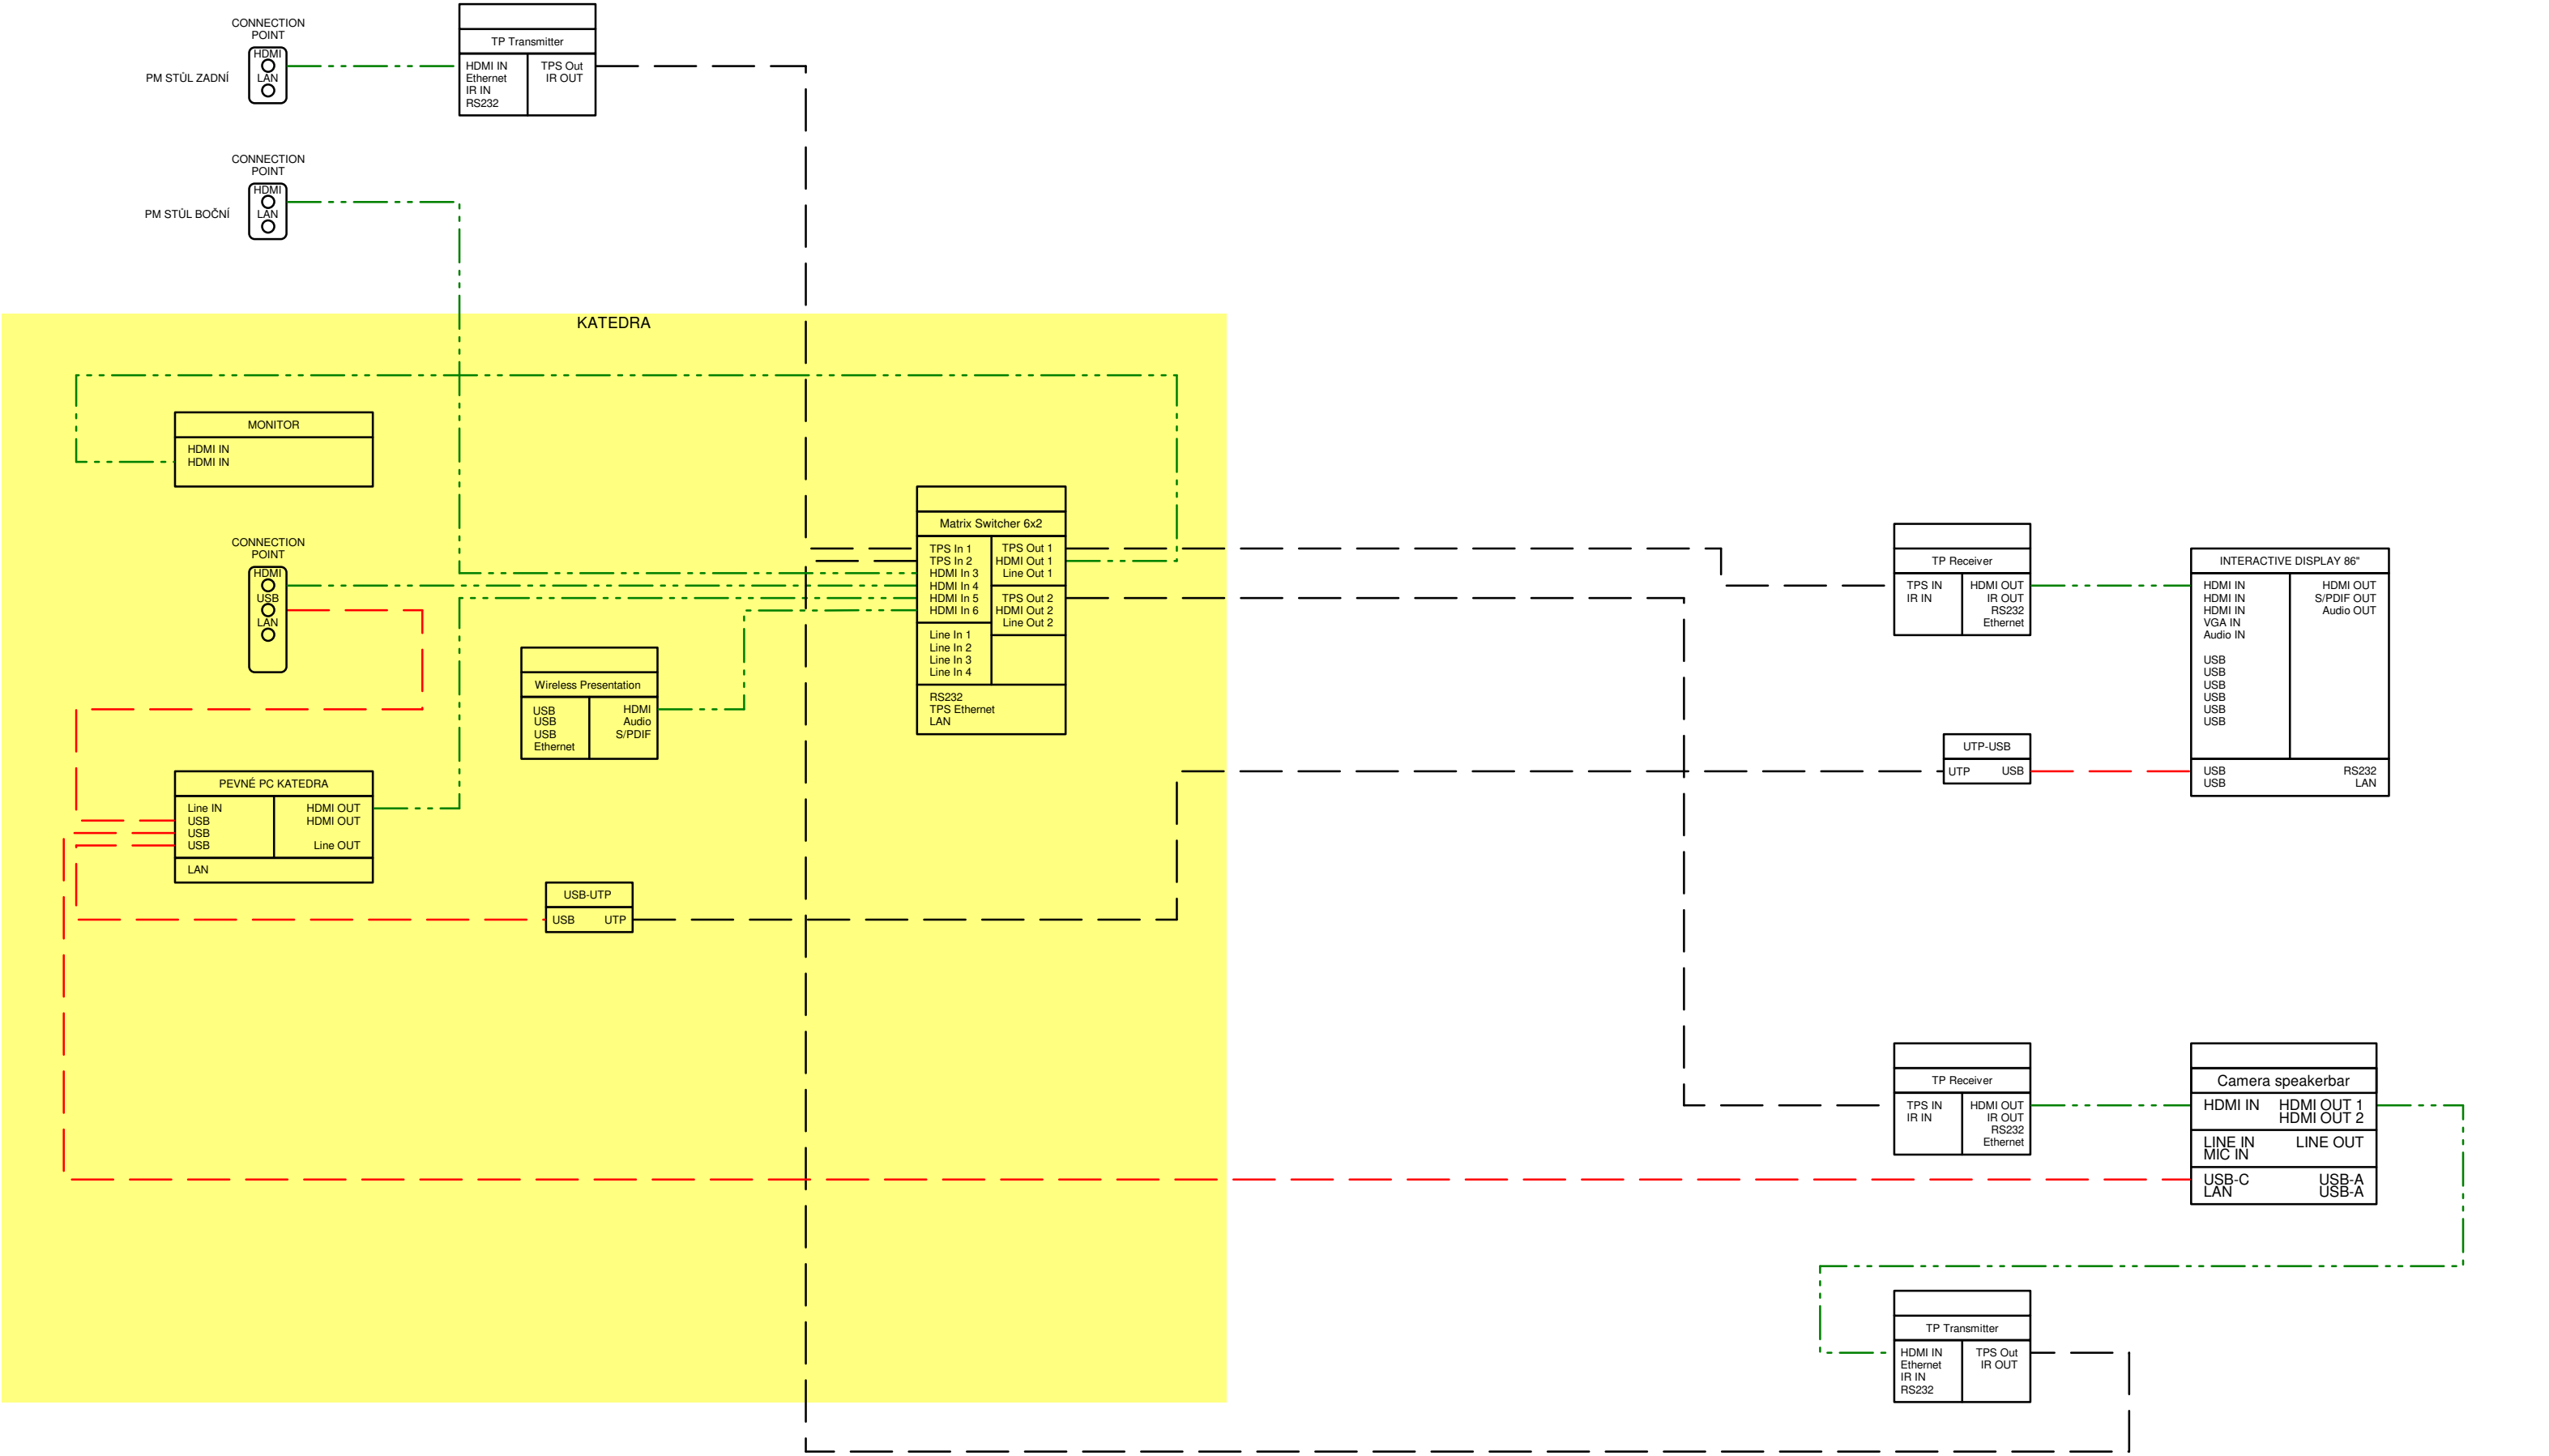 CONNECTION
POINT
HDMI
LAN
PM STŮL ZADNÍ
TP Transmitter
HDMI IN
Ethernet
IR IN
RS232
TPS Out
IR OUT
CONNECTION
POINT
HDMI
LAN
PM STŮL BOČNÍ
KATEDRA
MONITOR
HDMI IN
HDMI IN
CONNECTION
POINT
HDMI
USB
LAN
Wireless Presentation
USB
USB
USB
Ethernet
HDMI
Audio
S/PDIF
PEVNÉ PC KATEDRA
Line IN
USB
USB
USB
HDMI OUT
HDMI OUT
Line OUT
LAN
USB-UTP
USB UTP
Matrix Switcher 6x2
TPS In 1
TPS In 2
HDMI In 3
HDMI In 4
HDMI In 5
HDMI In 6
Line In 1
Line In 2
Line In 3
Line In 4
TPS Out 1
HDMI Out 1
Line Out 1
TPS Out 2
HDMI Out 2
Line Out 2
RS232
TPS Ethernet
LAN
TP Receiver
TPS IN
IR IN
HDMI OUT
IR OUT
RS232
Ethernet
INTERACTIVE DISPLAY 86"
HDMI IN
HDMI IN
HDMI IN
VGA IN
Audio IN
USB
USB
USB
USB
USB
USB
HDMI OUT
S/PDIF OUT
Audio OUT
USB
USB
RS232
LAN
UTP-USB
UTP USB
TP Receiver
TPS IN
IR IN
HDMI OUT
IR OUT
RS232
Ethernet
Camera speakerbar
HDMI IN
HDMI OUT 1
HDMI OUT 2
LINE IN
MIC IN
LINE OUT
USB-C
LAN
USB-A
USB-A
TP Transmitter
HDMI IN
Ethernet
IR IN
RS232
TPS Out
IR OUT